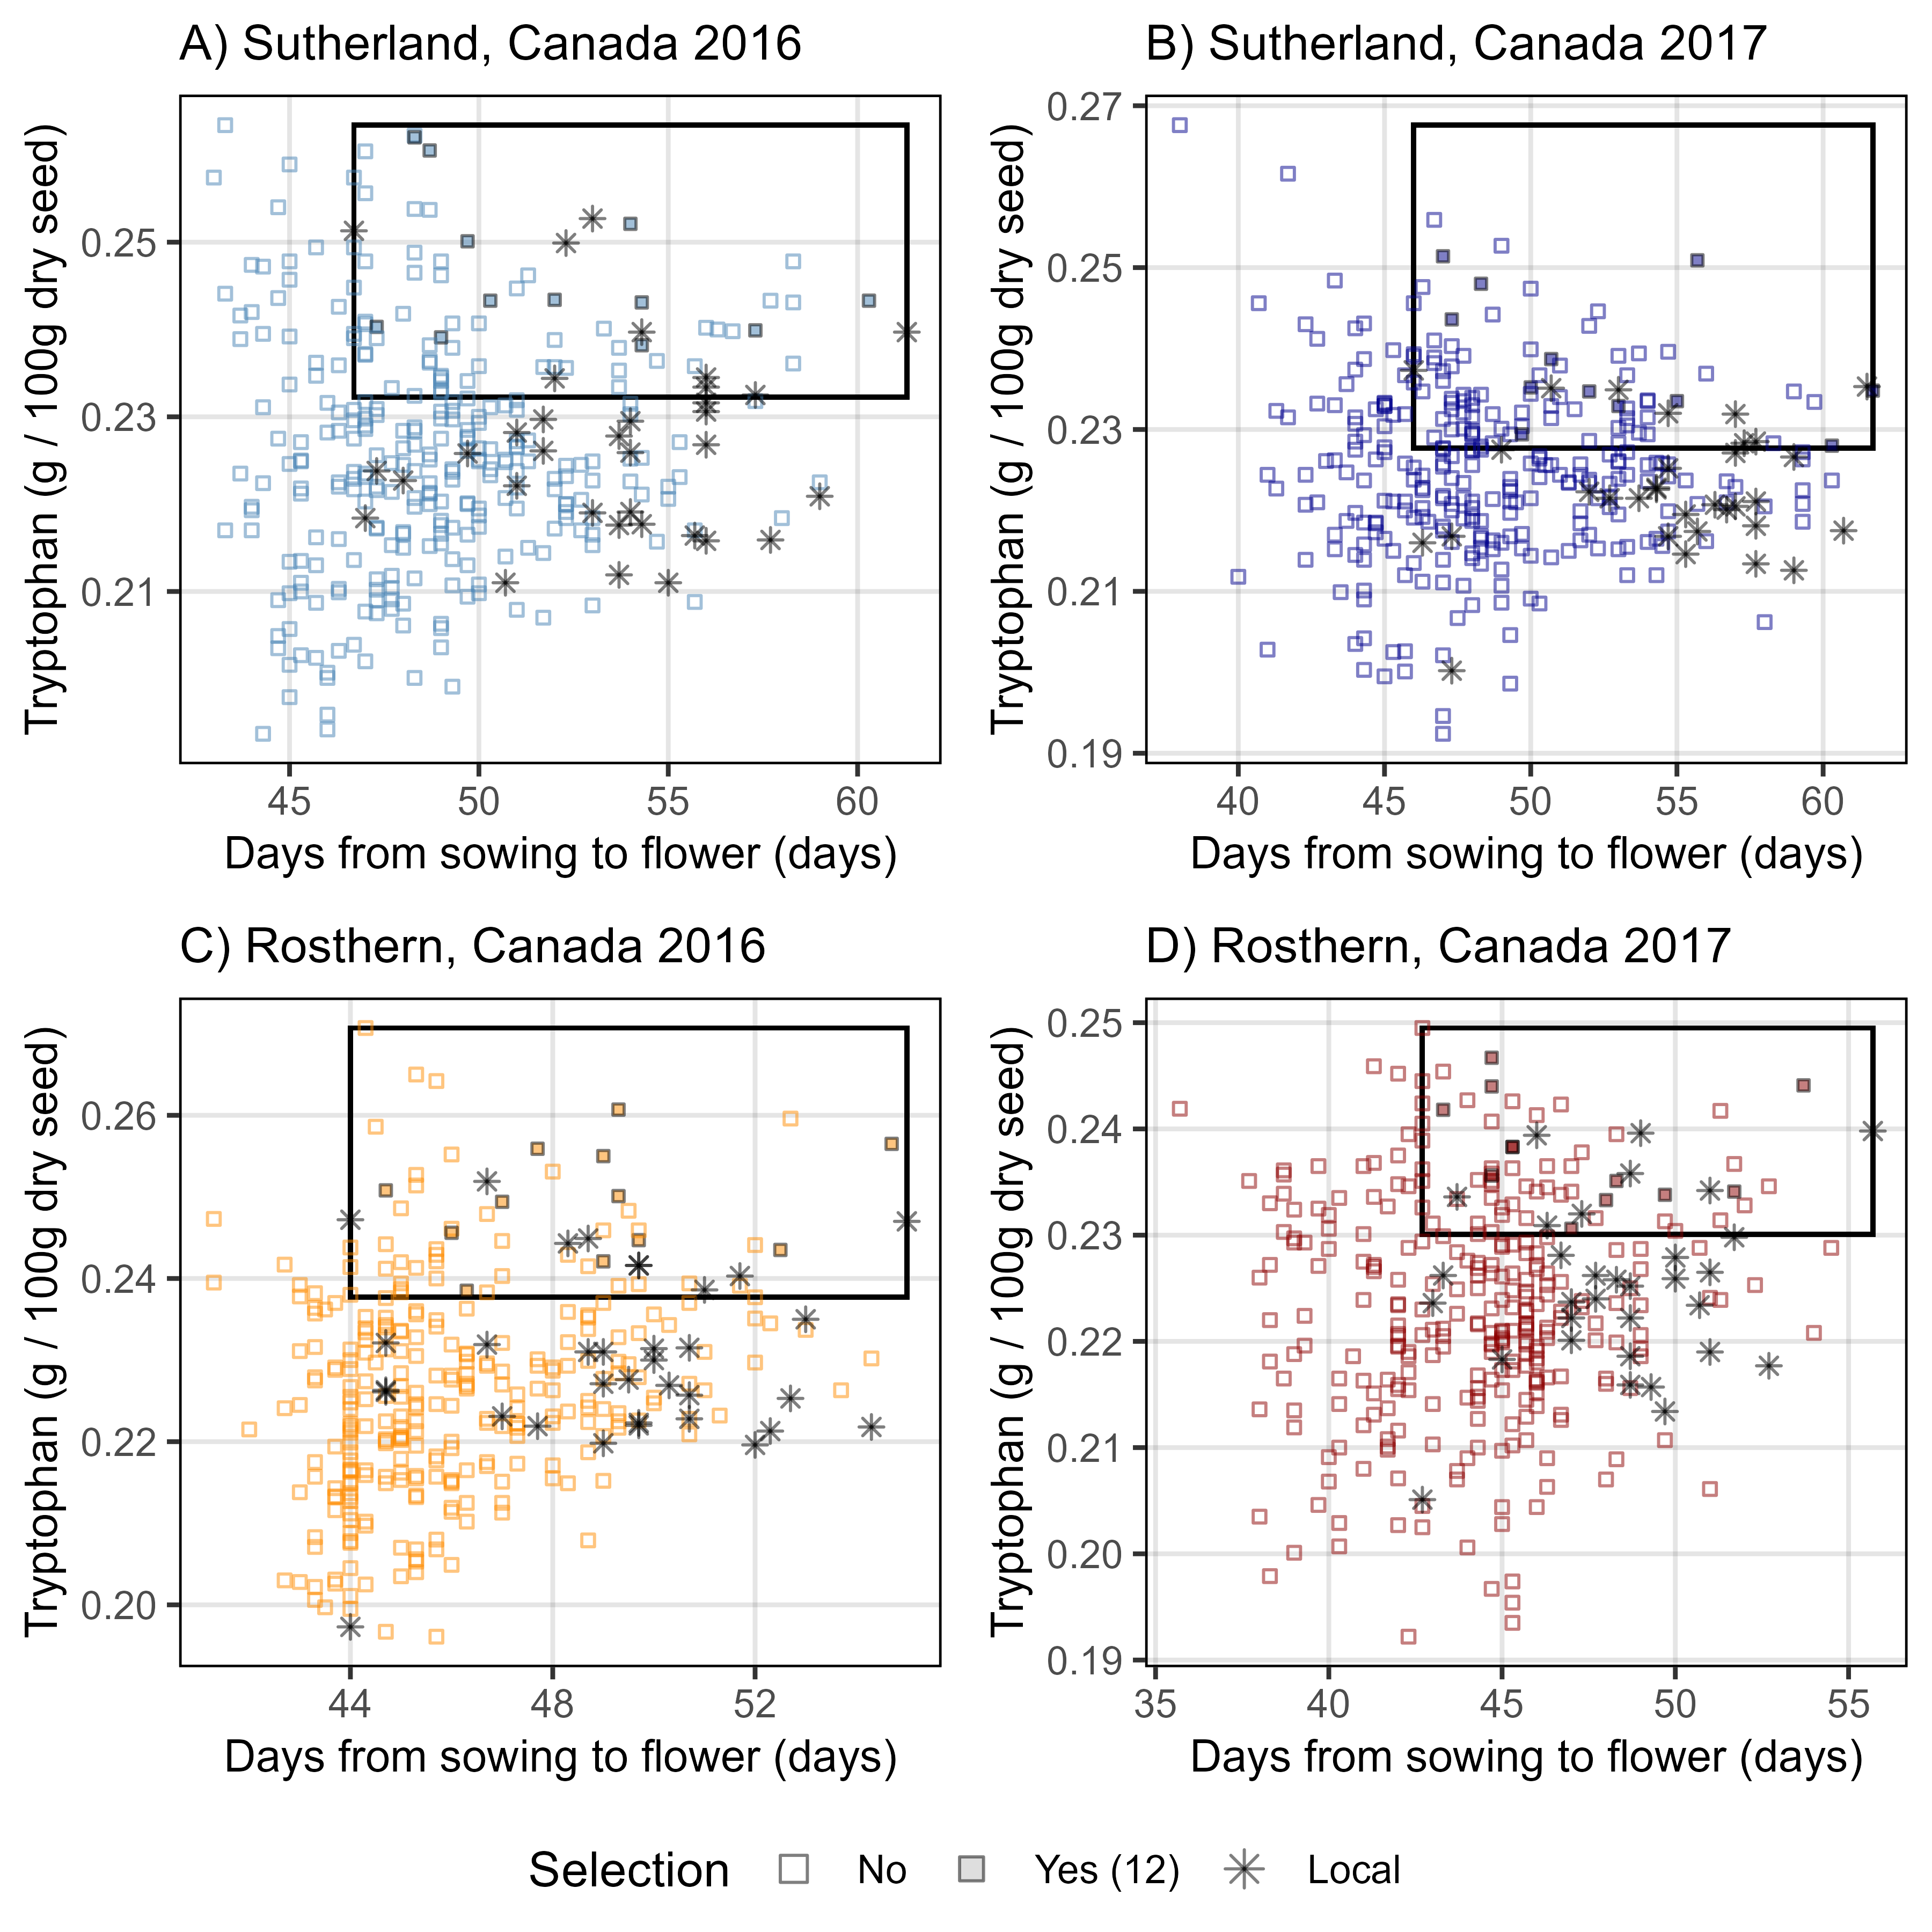 A) Sutherland, Canada 2016
Tryptophan (g / 100g dry seed)
0.25
0.23
0.21
45 50 55 60
Days from sowing to flower (days)
B) Sutherland, Canada 2017
Tryptophan (g / 100g dry seed)
0.27
0.25
0.23
0.21
0.19
40 45 50 55 60
Days from sowing to flower (days)
C) Rosthern, Canada 2016
Tryptophan (g / 100g dry seed)
0.26
0.24
0.22
0.20
44 48 52
Days from sowing to flower (days)
D) Rosthern, Canada 2017
Tryptophan (g / 100g dry seed)
0.25
0.24
0.23
0.22
0.21
0.20
0.19
35 40 45 50 55
Days from sowing to flower (days)
Selection No Yes (12) Local